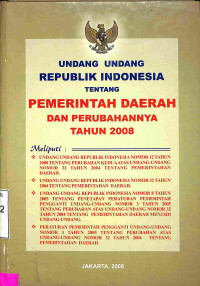 UNDANG UNDANG
REPUBLIK INDONESIA
TENTANG
PEMERINTAH DAERAH
DAN PERUBAHANNYA
TAHUN 2008
Meliputi :
UNDANG-UNDANG REPUBLIK INDONESIA NOMOR 12 TAHUN
2008 TENTANG PERUBAHAN KEDUA ATAS UNDANG-UNDANG
NOMOR 32 TAHUN 2004 TENTANG PEMERINTAHAN
DAERAH.
UNDANG-UNDANG REPUBLIK INDONESIA NOMOR 32 TAHUN
2004 TENTANG PEMERINTAHAN DAERAH.
UNDANG-UNDANG REPUBLIK INDONESIA NOMOR 8 TAHUN
2005 TENTANG PENETAPAN PERATURAN PEMERINTAH
PENGGANTI UNDANG-UNDANG NOMOR 3 TAHUN 2005
TENTANG PERUBAHAN ATAS UNDANG-UNDANG NOMOR 32
TAHUN 2004 TENTANG PEMERINTAHAN DAERAH MENJADI
UNDANG-UNDANG.
PERATURAN PEMERINTAH PENGGANTI UNDANG-UNDANG
NOMOR 3 TAHUN 2005 TENTANG PERUBAHAN ATAS
UNDANG-UNDANG NOMOR 32 TAHUN 2004 TENTANG
PEMERINTAHAN DAERAH
JAKARTA, 2008